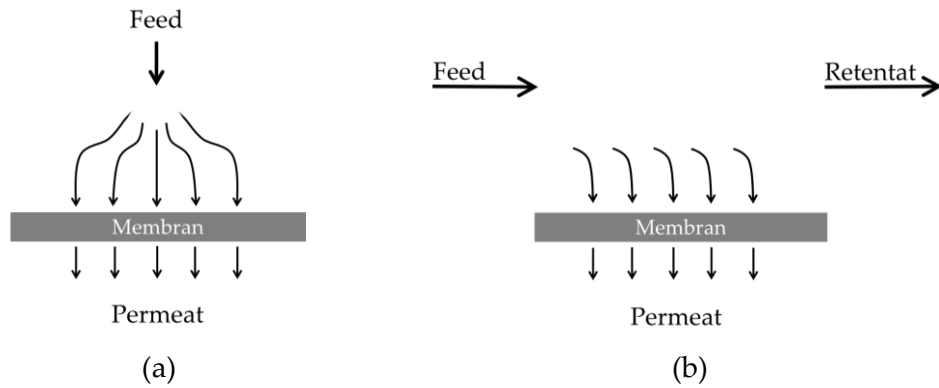 Feed
Membran
Permeat
(a)
Feed
Retentat
Membran
Permeat
(b)